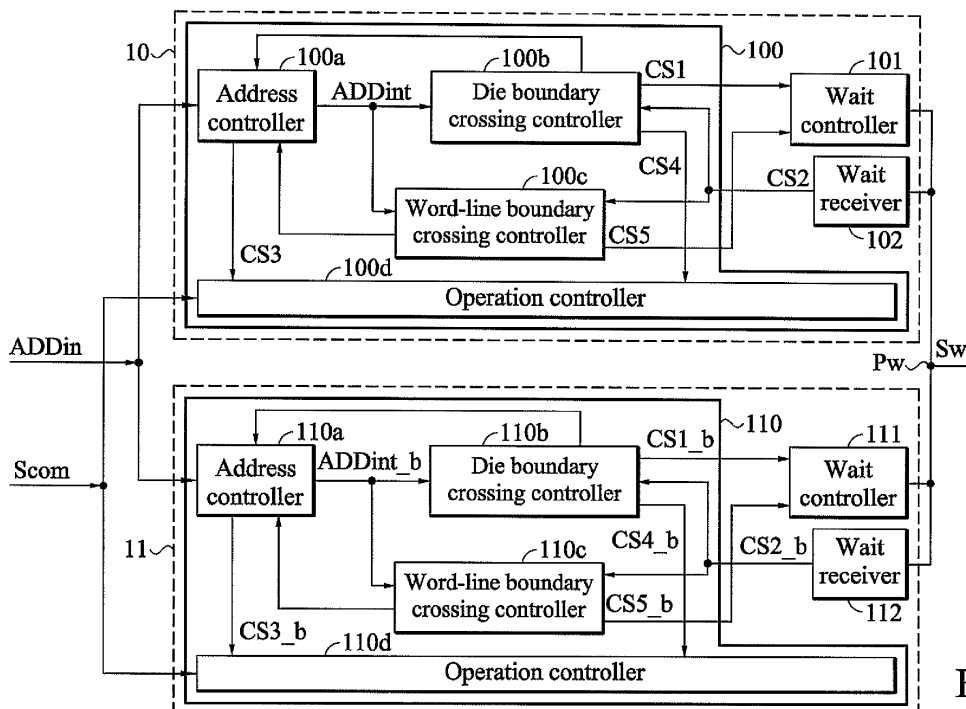 10
100
100a
100b
101
Address
controller
ADDint
Die boundary
crossing controller
CS1
Wait
controller
CS4
CS2
Wait
receiver
102
100c
Word-line boundary
crossing controller
CS5
CS3
100d
Operation controller
ADDin
Pw
Sw
Scom
11
110
110a
110b
111
Address
controller
ADDint_b
Die boundary
crossing controller
CS1_b
Wait
controller
CS4_b
CS2_b
Wait
receiver
112
110c
Word-line boundary
crossing controller
CS5_b
CS3_b
110d
Operation controller